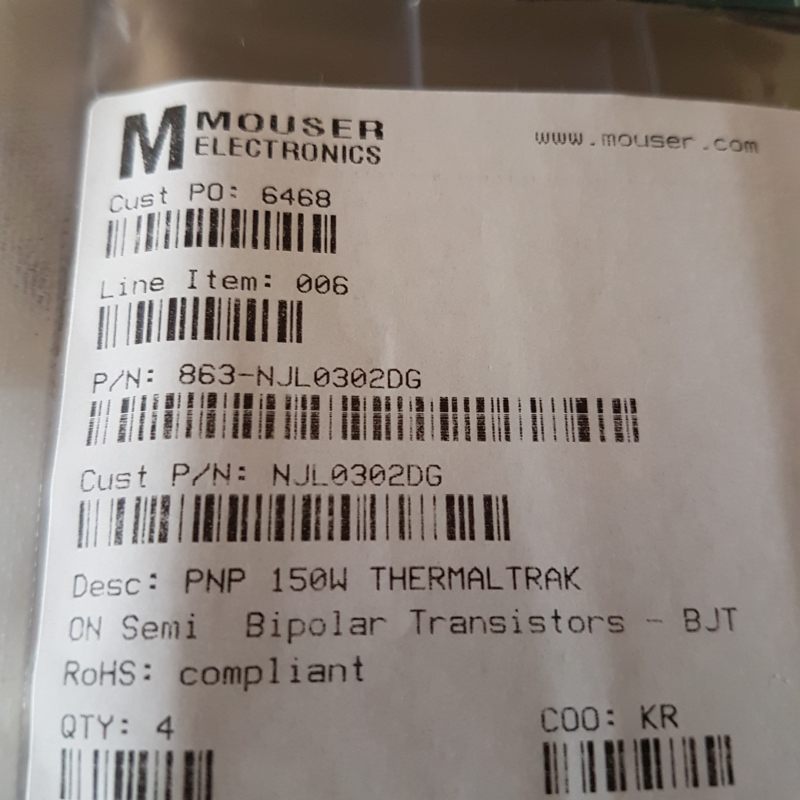 MOUSER
ELECTRONICS
www.mouser.com
Cust PO: 6468
Line Item: 006
P/N: 863-NJL0302DG
Cust P/N: NJL0302DG
Desc: PNP 150W THERMALTRAK
ON Semi Bipolar Transistors - BJT
RoHS: compliant
QTY: 4 COO: KR